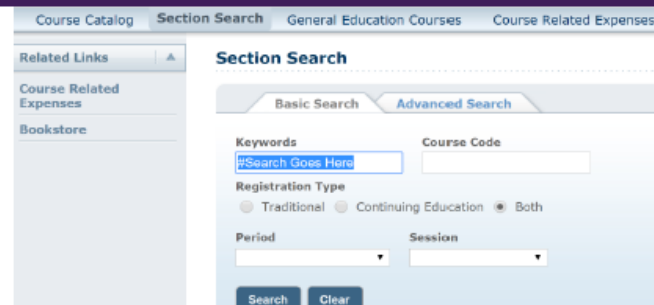 Course Catalog Section Search General Education Courses Course Related Expenses
Related Links
Section Search
Course Related
Expenses
Bookstore
Basic Search Advanced Search
Keywords Course Code
#Search Goes Here
Registration Type
Traditional Continuing Education Both
Period Session
Search Clear